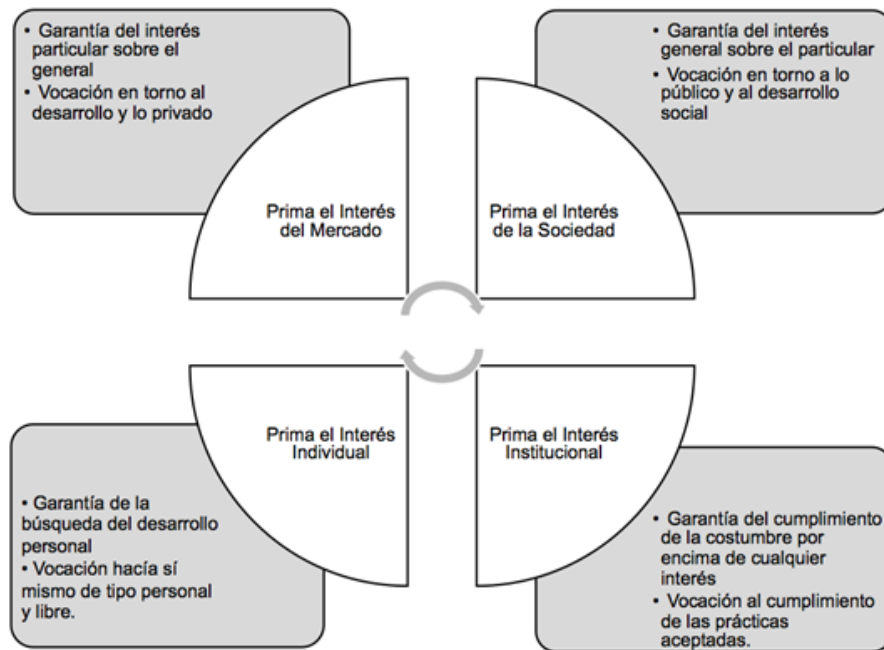 • Garantía del interés
particular sobre el
general
• Vocación en torno al
desarrollo y lo privado
• Garantía del interés
general sobre el particular
• Vocación en torno a lo
público y al desarrollo
social
Prima el Interés
del Mercado
Prima el Interés
de la Sociedad
Prima el Interés
Individual
Prima el Interés
Institucional
• Garantía de la
búsqueda del desarrollo
personal
• Vocación hacía sí
mismo de tipo personal
y libre.
• Garantía del cumplimiento
de la costumbre por
encima de cualquier
interés
• Vocación al cumplimiento
de las prácticas
aceptadas.